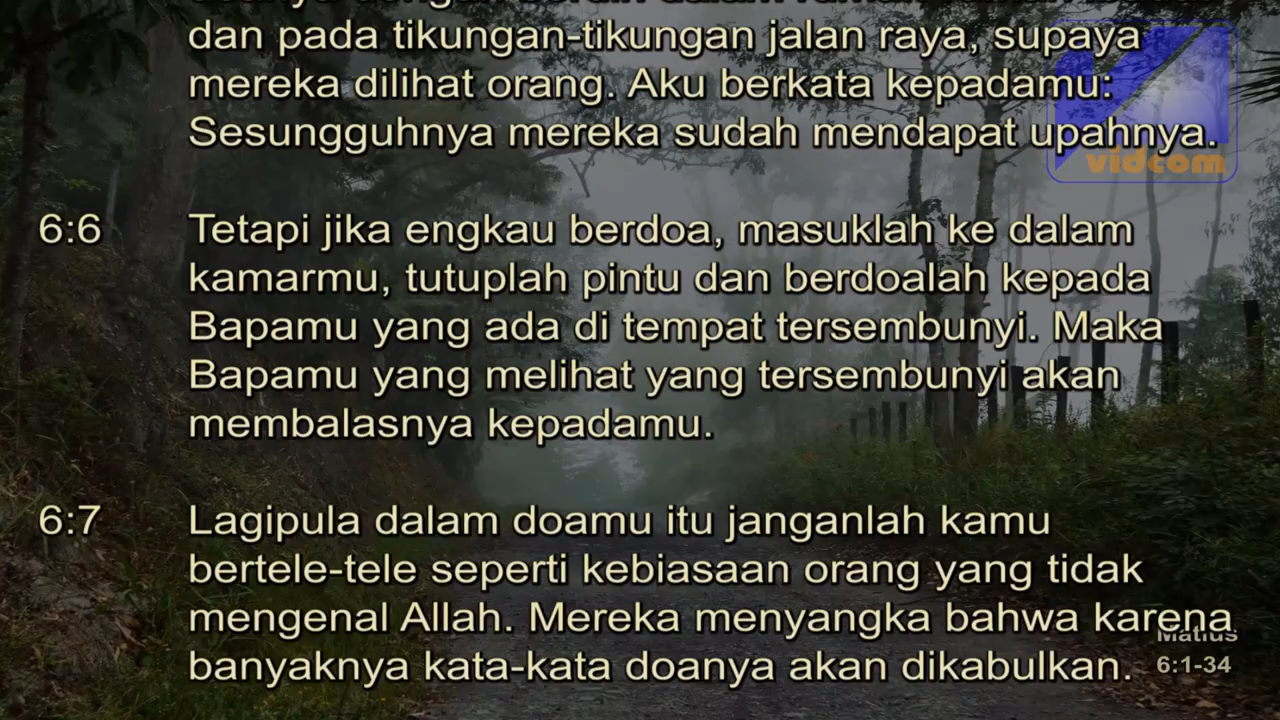 dan pada tikungan-tikungan jalan raya, supaya
mereka dilihat orang. Aku berkata kepadamu:
Sesungguhnya mereka sudah mendapat upahnya.
vidcom
6:6 Tetapi jika engkau berdoa, masuklah ke dalam
kamarmu, tutuplah pintu dan berdoalah kepada
Bapamu yang ada di tempat tersembunyi. Maka
Bapamu yang melihat yang tersembunyi akan
membalasnya kepadamu.
6:7 Lagipula dalam doamu itu janganlah kamu
bertele-tele seperti kebiasaan orang yang tidak
mengenal Allah. Mereka menyangka bahwa karena
banyaknya kata-kata doanya akan dikabulkan.
Matius
6:1-34